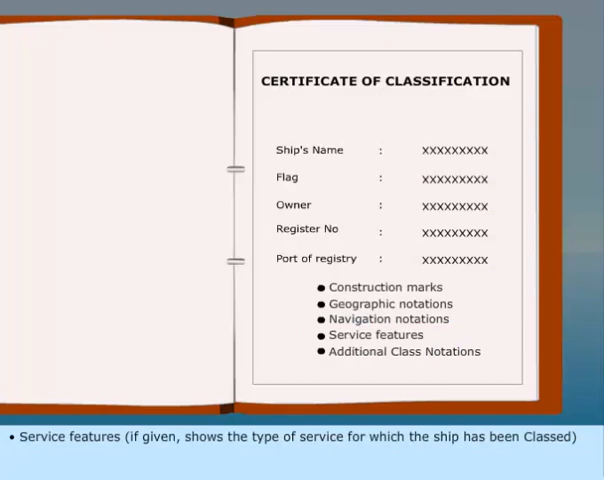 CERTIFICATE OF CLASSIFICATION
Ship's Name : XXXXXXXXX
Flag : XXXXXXXXX
Owner : XXXXXXXXX
Register No : XXXXXXXXX
Port of registry : XXXXXXXXX
● Construction marks
● Geographic notations
● Navigation notations
● Service features
● Additional Class Notations
• Service features (if given, shows the type of service for which the ship has been Classed)